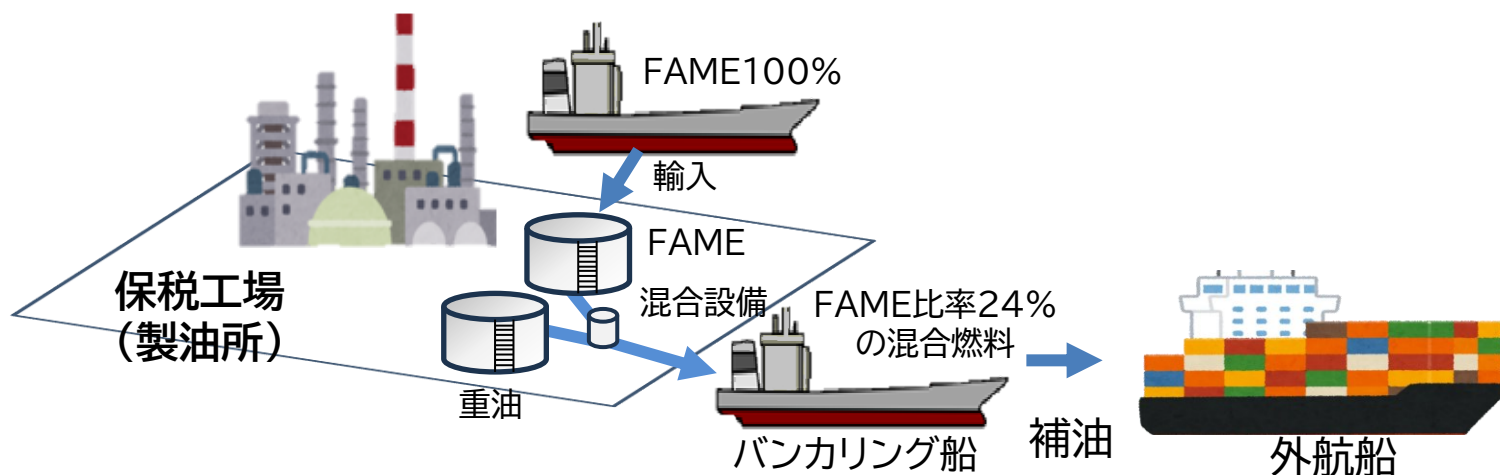 FAME100%
輸入
FAME
保税工場
（製油所）
混合設備
重油
FAME比率24%
の混合燃料
バンカリング船
補油
外航船